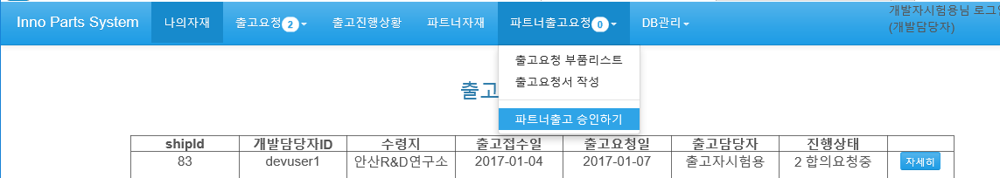 Inno Parts System 나의자재 출고요청 2 출고진행상황 파트너자재 파트너출고요청 0 DB관리 개발자시험용님
(개발담당자)
출고요청 부품리스트
출고요청서 작성
출고
파트너출고 승인하기
shipId 개발담당자ID 수령지 출고접수일 출고요청일 출고담당자 진행상태
83 devuser1 안산R&D연구소 2017-01-04 2017-01-07 출고자시험용 2 합의요청중 자세히